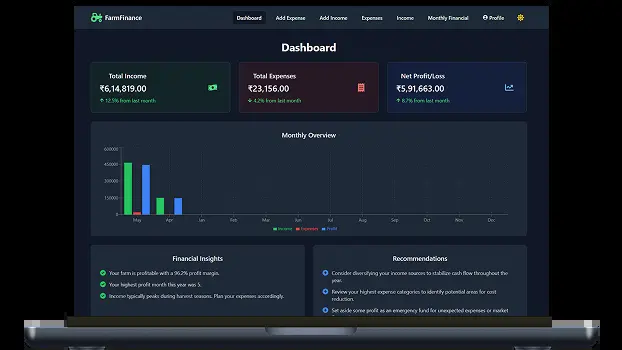 FarmFinance
Dashboard
Add Expense
Add Income
Expenses
Income
Monthly Financial
Profile
Dashboard
Total Income
₹6,14,819.00
↑ 12.5% from last month
Total Expenses
₹23,156.00
↓ 4.2% from last month
Net Profit/Loss
₹5,91,663.00
↑ 8.7% from last month
Monthly Overview
600000
450000
300000
150000
0
May
Apr
Jan
Feb
Mar
Jun
Jul
Aug
Sep
Oct
Nov
Dec
Income
Expenses
Profit
Financial Insights
Your farm is profitable with a 96.2% profit margin.
Your highest profit month this year was 5.
Income typically peaks during harvest seasons. Plan your expenses accordingly.
Recommendations
Consider diversifying your income sources to stabilize cash flow throughout the
year.
Review your highest expense categories to identify potential areas for cost
reduction.
Set aside some profit as an emergency fund for unexpected expenses or market